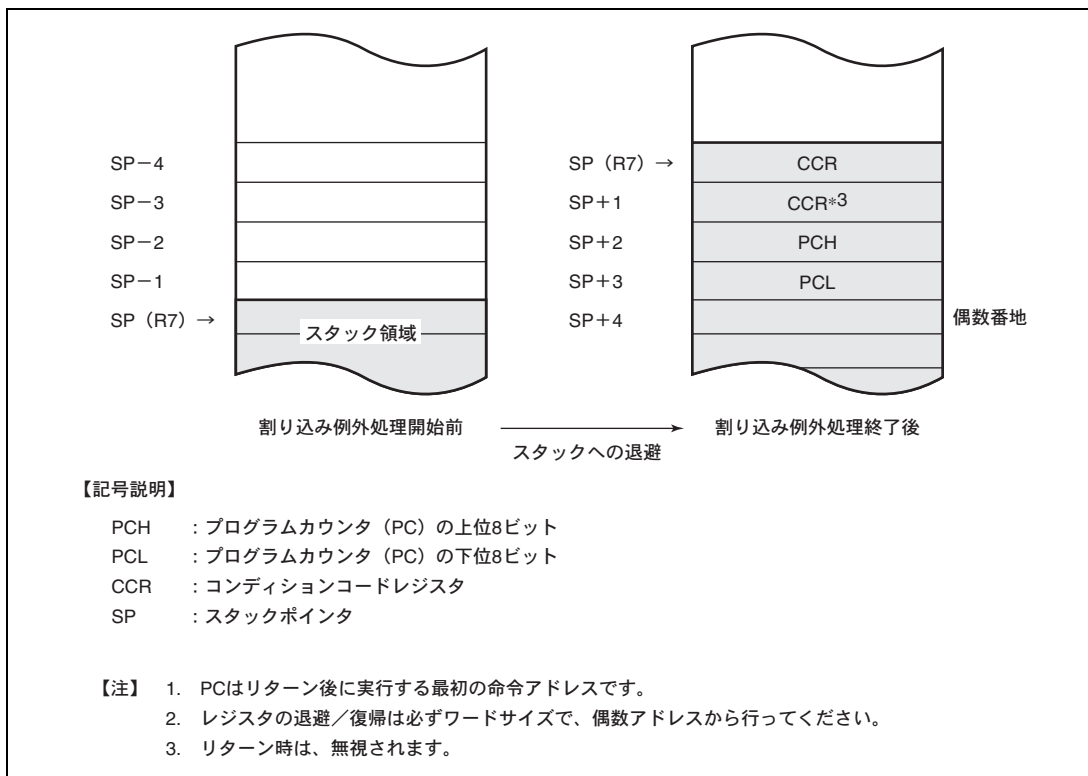 SP－4
SP－3
SP－2
SP－1
SP（R7）→
スタック領域
SP（R7）→
SP＋1
SP＋2
SP＋3
SP＋4
CCR
CCR*3
PCH
PCL
偶数番地
割り込み例外処理開始前
スタックへの退避
割り込み例外処理終了後
【記号説明】
PCH ：プログラムカウンタ（PC）の上位8ビット
PCL ：プログラムカウンタ（PC）の下位8ビット
CCR ：コンディションコードレジスタ
SP ：スタックポインタ
【注】 1. PCはリターン後に実行する最初の命令アドレスです。
2. レジスタの退避／復帰は必ずワードサイズで、偶数アドレスから行ってください。
3. リターン時は、無視されます。